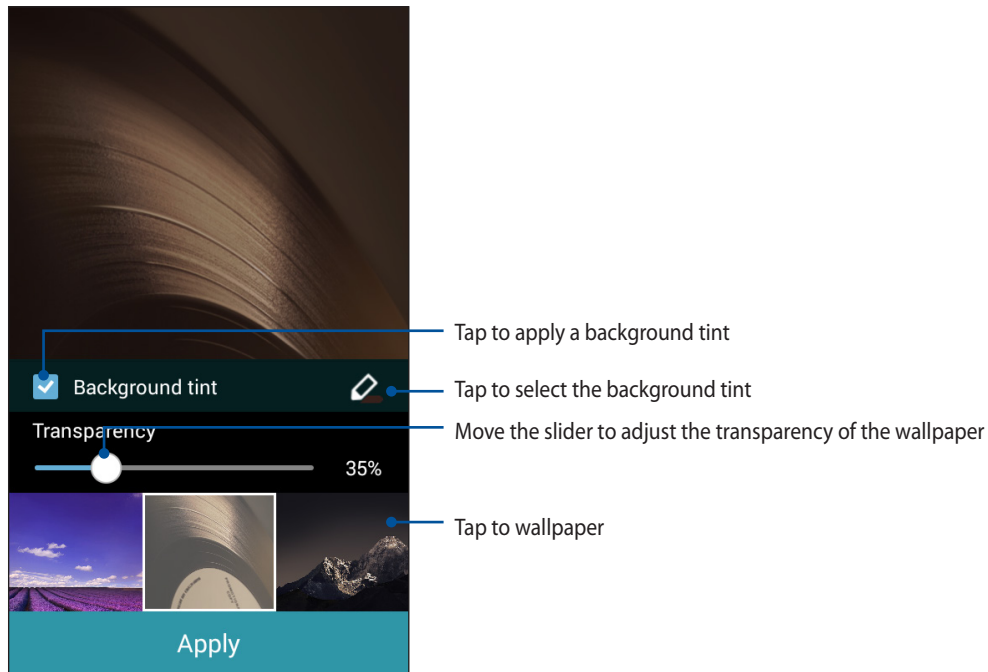 Tap to apply a background tint
Background tint
Tap to select the background tint
Transparency
Move the slider to adjust the transparency of the wallpaper
35%
Tap to wallpaper
Apply